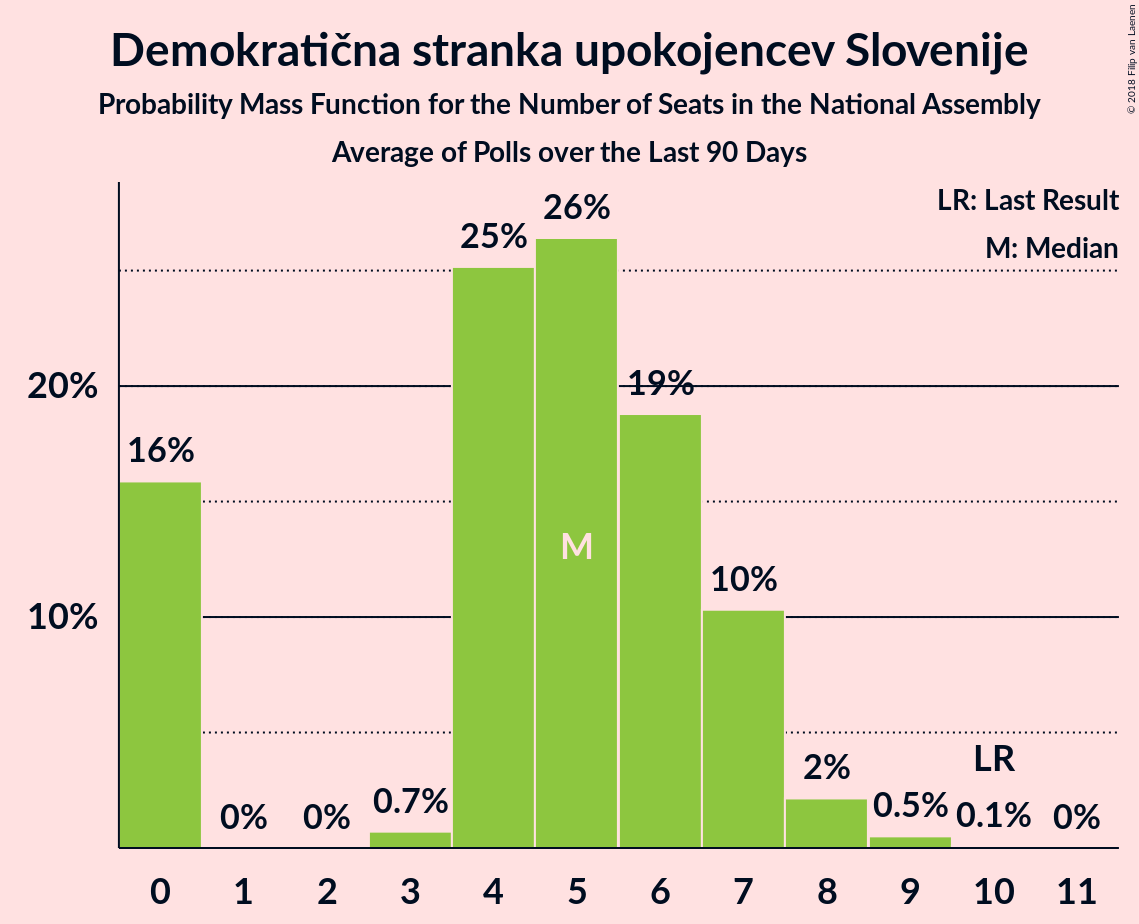 Demokratična stranka upokojencev Slovenije
Probability Mass Function for the Number of Seats in the National Assembly
Average of Polls over the Last 90 Days
© 2018 Filip van Laenen
LR: Last Result
M: Median
26%
25%
20%
19%
16%
M
10%
10%
LR
2%
0% 0% 0.7% 0.5% 0.1% 0%
0 1 2 3 4 5 6 7 8 9 10 11